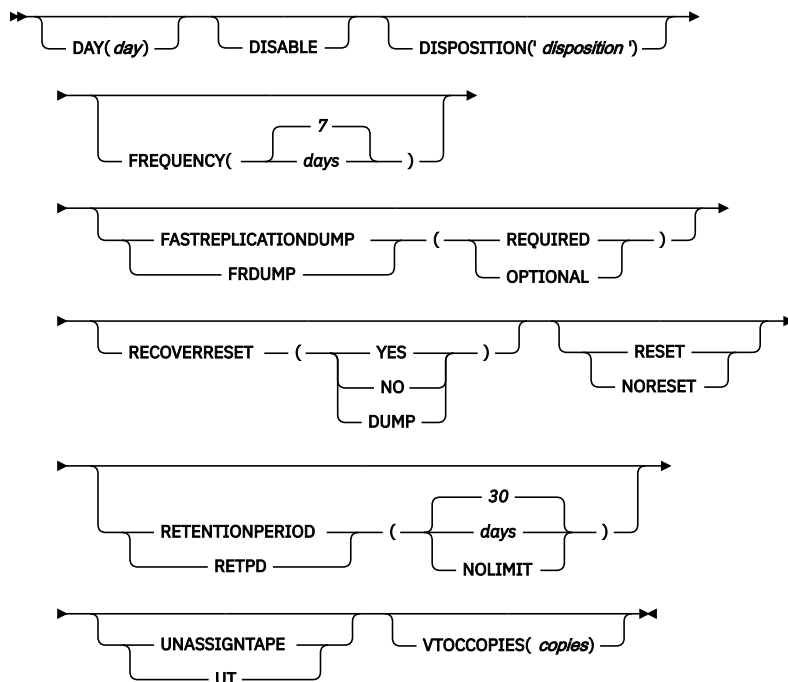 DAY( day) DISABLE DISPOSITION(' disposition ')
7
FREQUENCY( days )
FASTREPLICATIONDUMP ( REQUIRED )
FRDUMP OPTIONAL
RECOVERRESET ( YES ) RESET
NO NORESET
DUMP
30
RETENTIONPERIOD ( days )
RETPD NOLIMIT
UNASSIGNTAPE VTOCCOPIES( copies)
UT